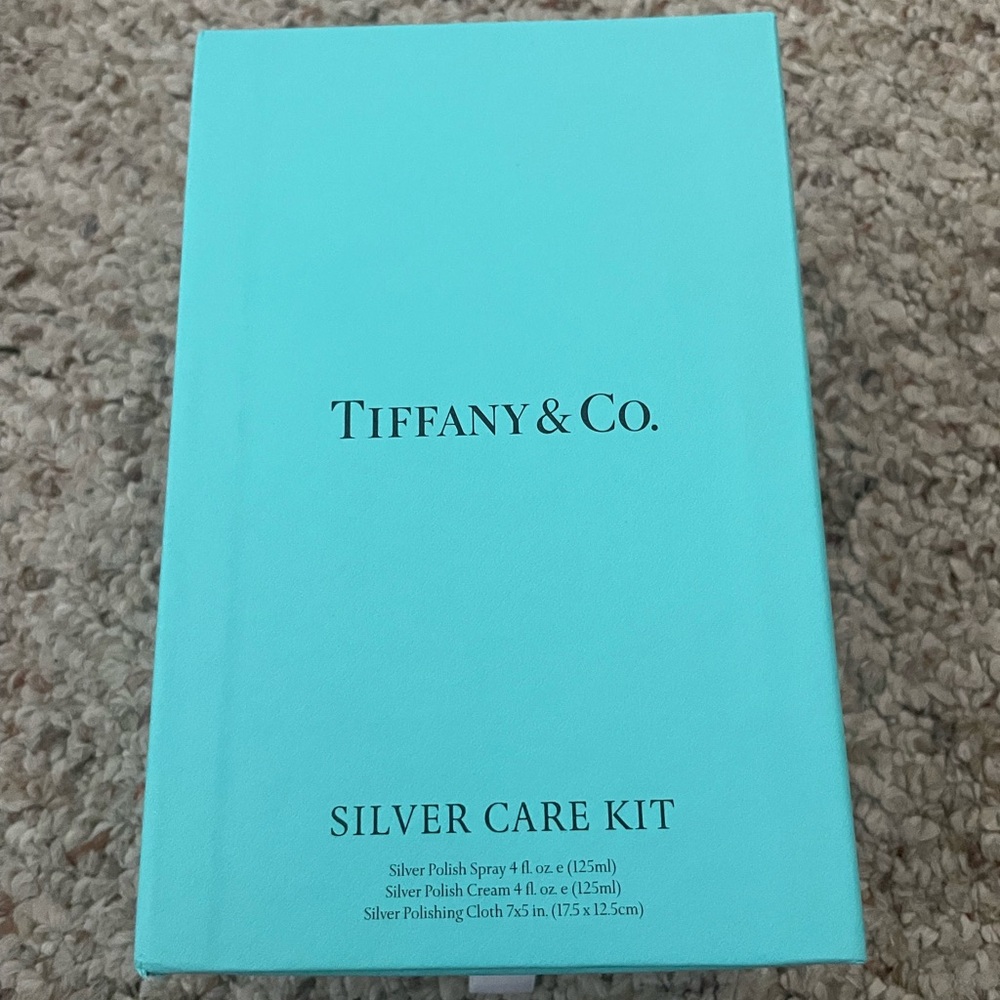 TIFFANY & CO.
SILVER CARE KIT
Silver Polish Spray 4 fl. oz. e (125ml)
Silver Polish Cream 4 fl. oz. e (125ml)
Silver Polishing Cloth 7x5 in. (17.5 x 12.5cm)